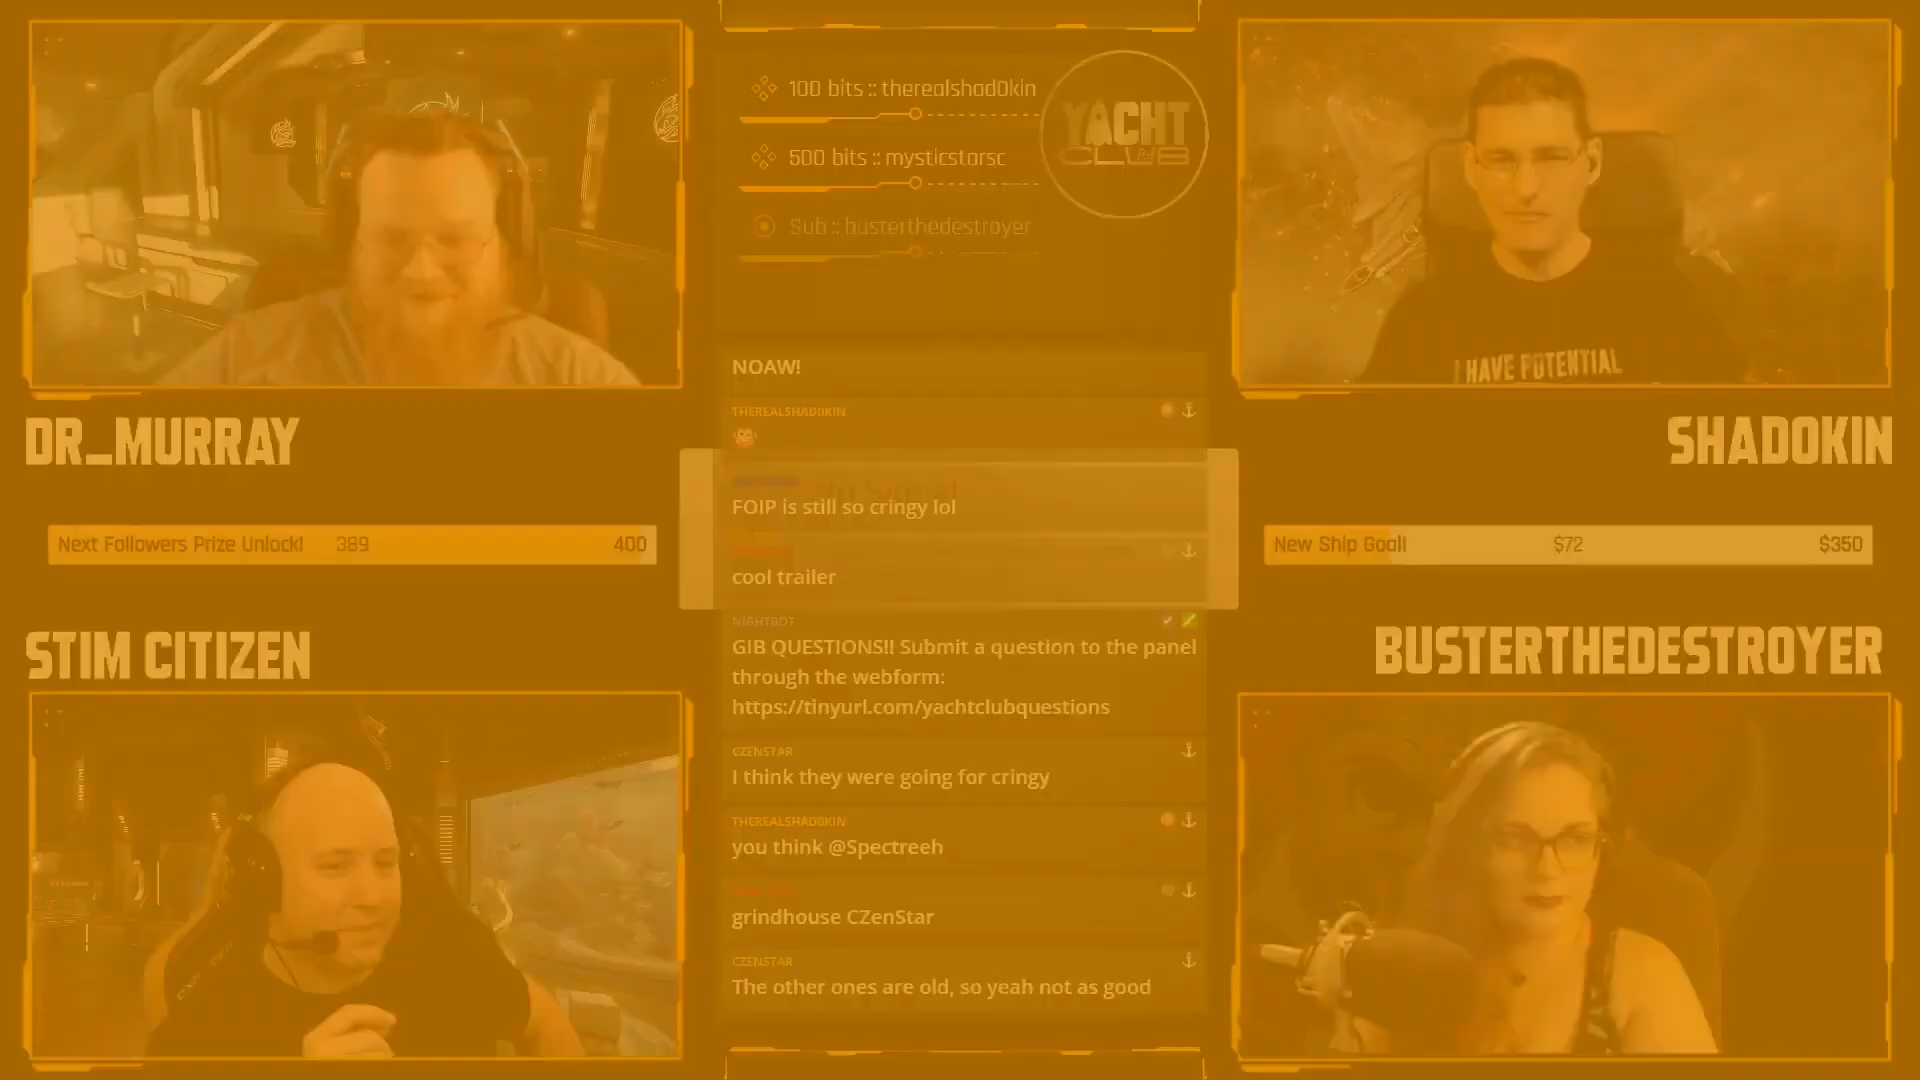 100 bits :: therealshad0kin
500 bits :: mysticstarsc
Sub :: busterthedestroyer
YACHT
CLUB
I HAVE POTENTIAL
DR_MURRAY
SHADOKIN
Next Followers Prize Unlock! 389 400
New Ship Goal! $72 $350
STIM CITIZEN
BUSTERTHEDESTROYER
NOAW!
THEREALSHAD0KIN
FOIP is still so cringy lol
cool trailer
NIGHTBOT
GIB QUESTIONS!! Submit a question to the panel
through the webform:
https://tinyurl.com/yachtclubquestions
CZENSTAR
I think they were going for cringy
THEREALSHAD0KIN
you think @Spectreeh
grindhouse CZenStar
CZENSTAR
The other ones are old, so yeah not as good